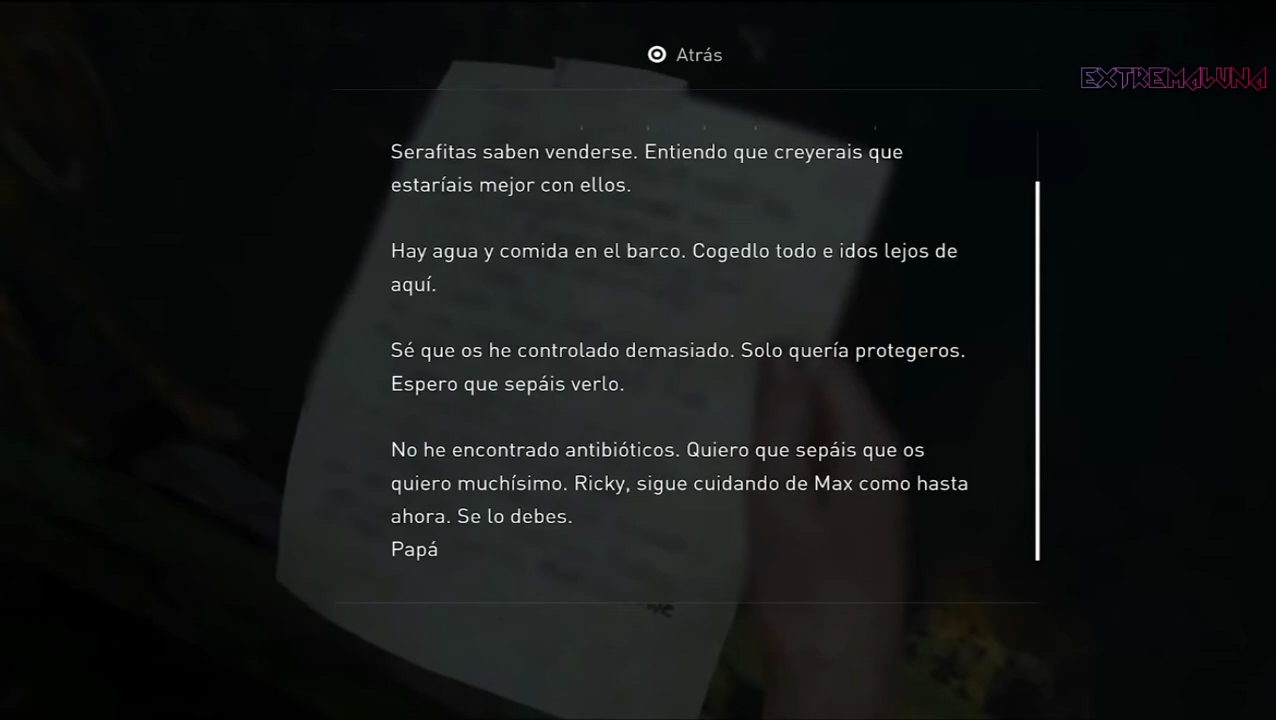 Atrás
EXTREMALUNA
Serafitas saben venderse. Entiendo que creyerais que
estaríais mejor con ellos.
Hay agua y comida en el barco. Cogedlo todo e idos lejos de
aquí.
Sé que os he controlado demasiado. Solo quería protegeros.
Espero que sepáis verlo.
No he encontrado antibióticos. Quiero que sepáis que os
quiero muchísimo. Ricky, sigue cuidando de Max como hasta
ahora. Se lo debes.
Papá